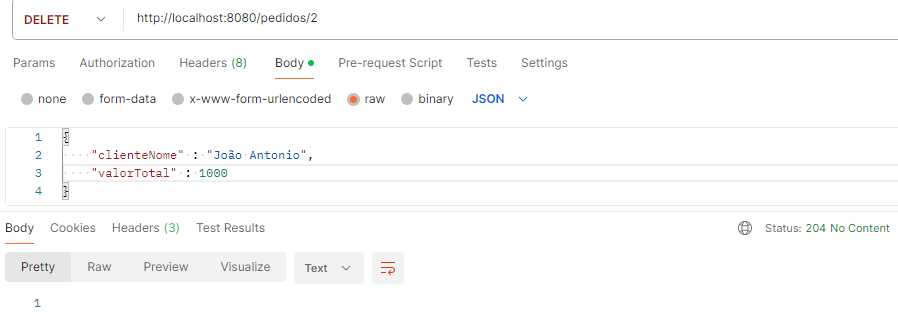 DELETE http://localhost:8080/pedidos/2
Params Authorization Headers (8) Body Pre-request Script Tests Settings
none form-data x-www-form-urlencoded raw binary JSON
1 {
2 ····"clienteNome"·:·"João·Antonio",
3 ····"valorTotal"·:·1000
4 }
Body Cookies Headers (3) Test Results Status: 204 No Content
Pretty Raw Preview Visualize Text
1